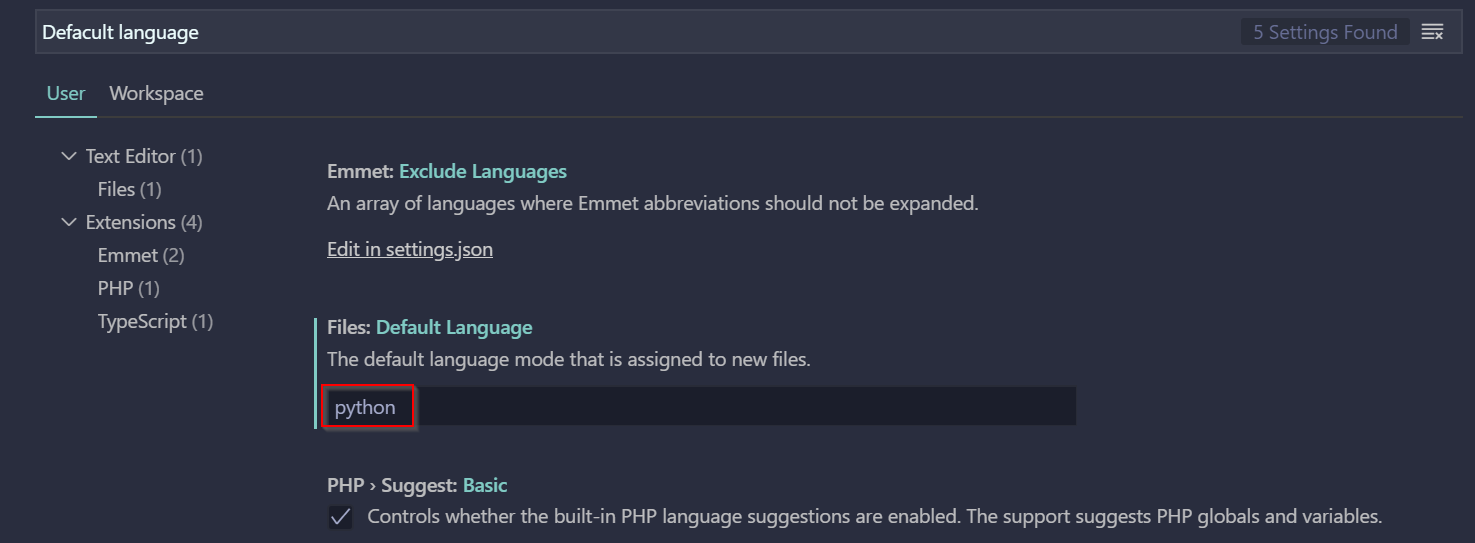 Defacult language
5 Settings Found
User Workspace
Text Editor (1)
Files (1)
Extensions (4)
Emmet (2)
PHP (1)
TypeScript (1)
Emmet: Exclude Languages
An array of languages where Emmet abbreviations should not be expanded.
Edit in settings.json
Files: Default Language
The default language mode that is assigned to new files.
python
PHP › Suggest: Basic
Controls whether the built-in PHP language suggestions are enabled. The support suggests PHP globals and variables.